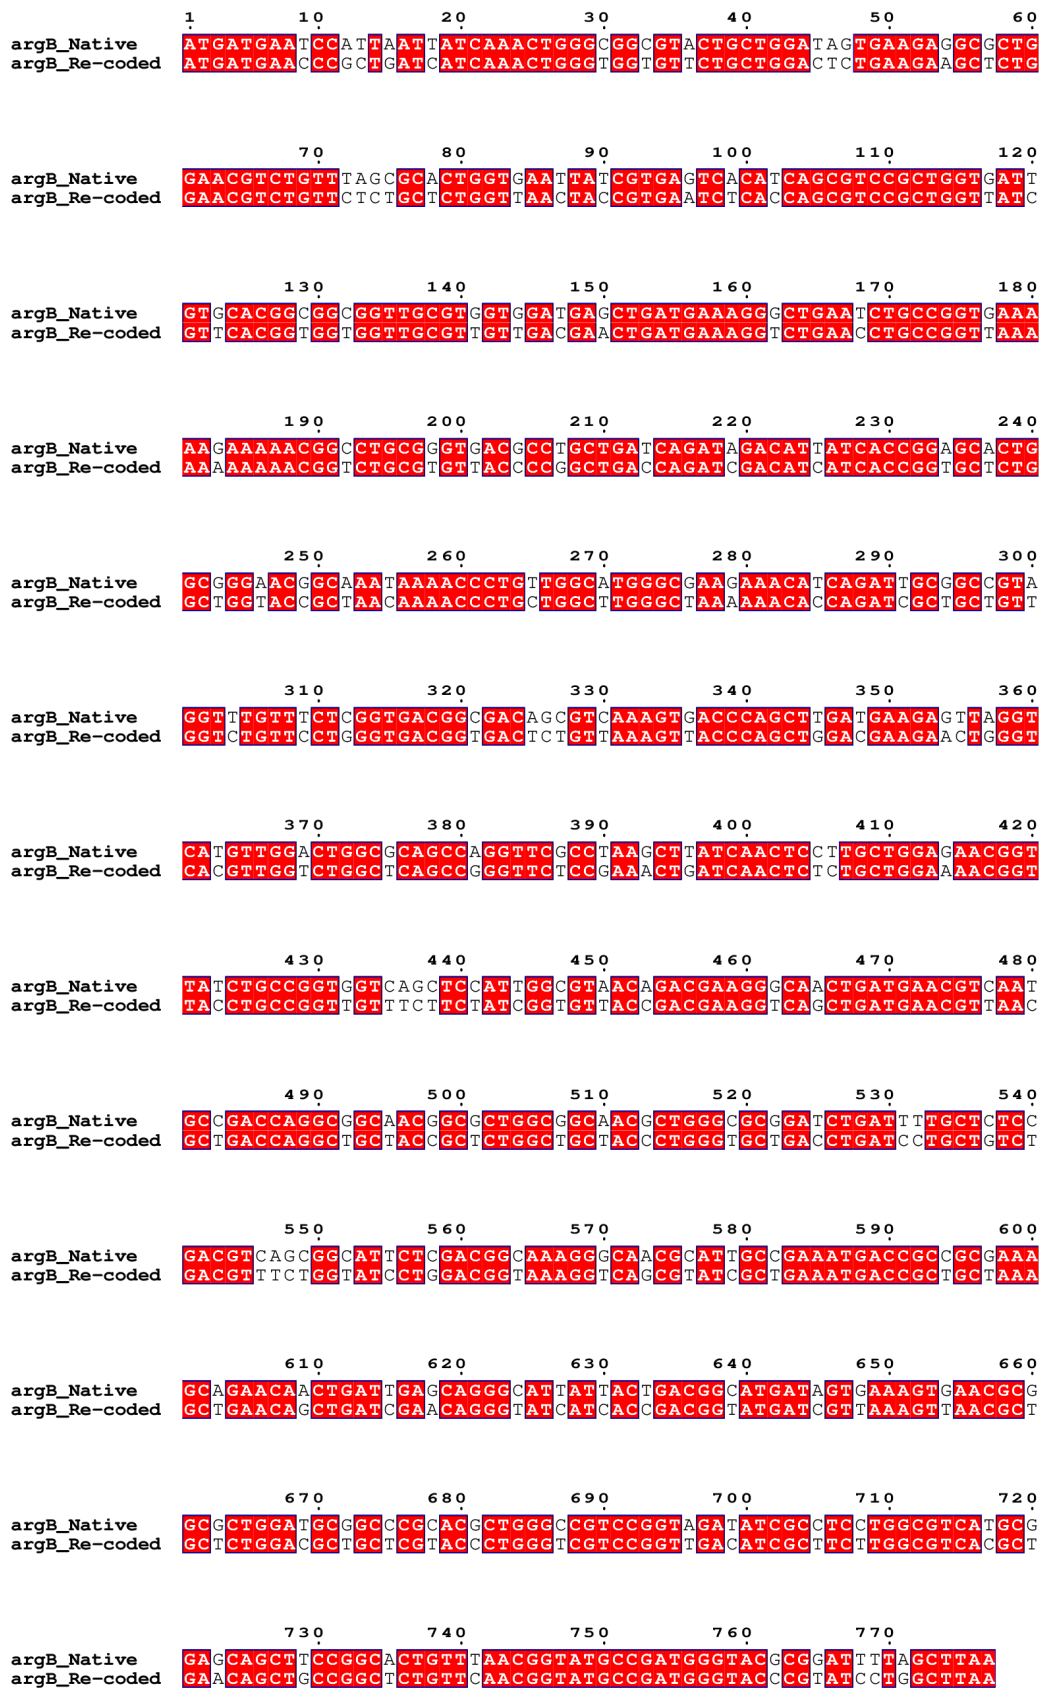 1 10 20 30 40 50 60
argB_Native ATGATGAATCCATTAATTATCAAACTGGGCGGCGTACTGCTGGATAGTGAAGAGGCGCTG
argB_Re-coded ATGATGAACCCGCTGATCATCAAACTGGGTGGTGTTCTGCTGGACTCTGAAGAAGCTCTG
70 80 90 100 110 120
argB_Native GAACGTCTGTTTAGCGCACTGGTGAATTATCGTGAGTCACATCAGCGTCCGCTGGTGATT
argB_Re-coded GAACGTCTGTTCTCTGCTCTGGTTAACTACCGTGAATCTCACCAGCGTCCGCTGGTTATC
130 140 150 160 170 180
argB_Native GTGCACGGCGGCGGTTGCGTGGTGGATGAGCTGATGAAAGGGCTGAATCTGCCGGTGAAA
argB_Re-coded GTTCACGGTGGTGGTTGCGTTGTTGACGAACTGATGAAAGGTCTGAACCTGCCGGTTAAA
190 200 210 220 230 240
argB_Native AAGAAAAACGGCCTGCGGGTGACGCCTGCTGATCAGATAGACATTATCACCGGAGCACTG
argB_Re-coded AAAAAAAACGGTCTGCGTGTTACCCCGGCTGACCAGATCGACATCATCACCGGTGCTCTG
250 260 270 280 290 300
argB_Native GCGGGAACGGCAAATAAAACCCTGTTGGCATGGGCGAAGAAACATCAGATTGCGGCCGTA
argB_Re-coded GCTGGTACCGCTAACAAAACCCTGCTGGCTTGGGCTAAAAAACACCAGATCGCTGCTGTT
310 320 330 340 350 360
argB_Native GGTTTGTTTCTCGGTGACGGCGACAGCGTCAAAGTGACCCAGCTTGATGAAGAGTTAGGT
argB_Re-coded GGTCTGTTCCTGGGTGACGGTGACTCTGTTAAAGTTACCCAGCTGGACGAAGAACTGGGT
370 380 390 400 410 420
argB_Native CATGTTGGACTGGCGCAGCCAGGTTCGCCTAAGCTTATCAACTCCTTGCTGGAGAACGGT
argB_Re-coded CACGTTGGTCTGGCTCAGCCGGGTTCTCCGAAACTGATCAACTCTCTGCTGGAAAACGGT
430 440 450 460 470 480
argB_Native TATCTGCCGGTGGTCAGCTCCATTGGCGTAACAGACGAAGGGCAACTGATGAACGTCAAT
argB_Re-coded TACCTGCCGGTTGTTTCTTCTATCGGTGTTACCGACGAAGGTCAGCTGATGAACGTTAAC
490 500 510 520 530 540
argB_Native GCCGACCAGGCGGCAACGGCGCTGGCGGCAACGCTGGGCGCGGATCTGATTTTGCTCTCC
argB_Re-coded GCTGACCAGGCTGCTACCGCTCTGGCTGCTACCCTGGGTGCTGACCTGATCCTGCTGTCT
550 560 570 580 590 600
argB_Native GACGTCAGCGGCATTCTCGACGGCAAAGGGCAACGCATTGCCGAAATGACCGCCGCGAAA
argB_Re-coded GACGTTTCTGGTATCCTGGACGGTAAAGGTCAGCGTATCGCTGAAATGACCGCTGCTAAA
610 620 630 640 650 660
argB_Native GCAGAACAACTGATTGAGCAGGGCATTATTACTGACGGCATGATAGTGAAAGTGAACGCG
argB_Re-coded GCTGAACAGCTGATCGAACAGGGTATCATCACCGACGGTATGATCGTTAAAGTTAACGCT
670 680 690 700 710 720
argB_Native GCGCTGGATGCGGCCCGCACGCTGGGCCGTCCGGTAGATATCGCCTCCTGGCGTCATGCG
argB_Re-coded GCTCTGGACGCTGCTCGTACCCTGGGTCGTCCGGTTGACATCGCTTCTTGGCGTCACGCT
730 740 750 760 770
argB_Native GAGCAGCTTCCGGCACTGTTTAACGGTATGCCGATGGGTACGCGGATTTTAGCTTAA
argB_Re-coded GAACAGCTGCCGGCTCTGTTCAACGGTATGCCGATGGGTACCCGTATCCTGGCTTAA